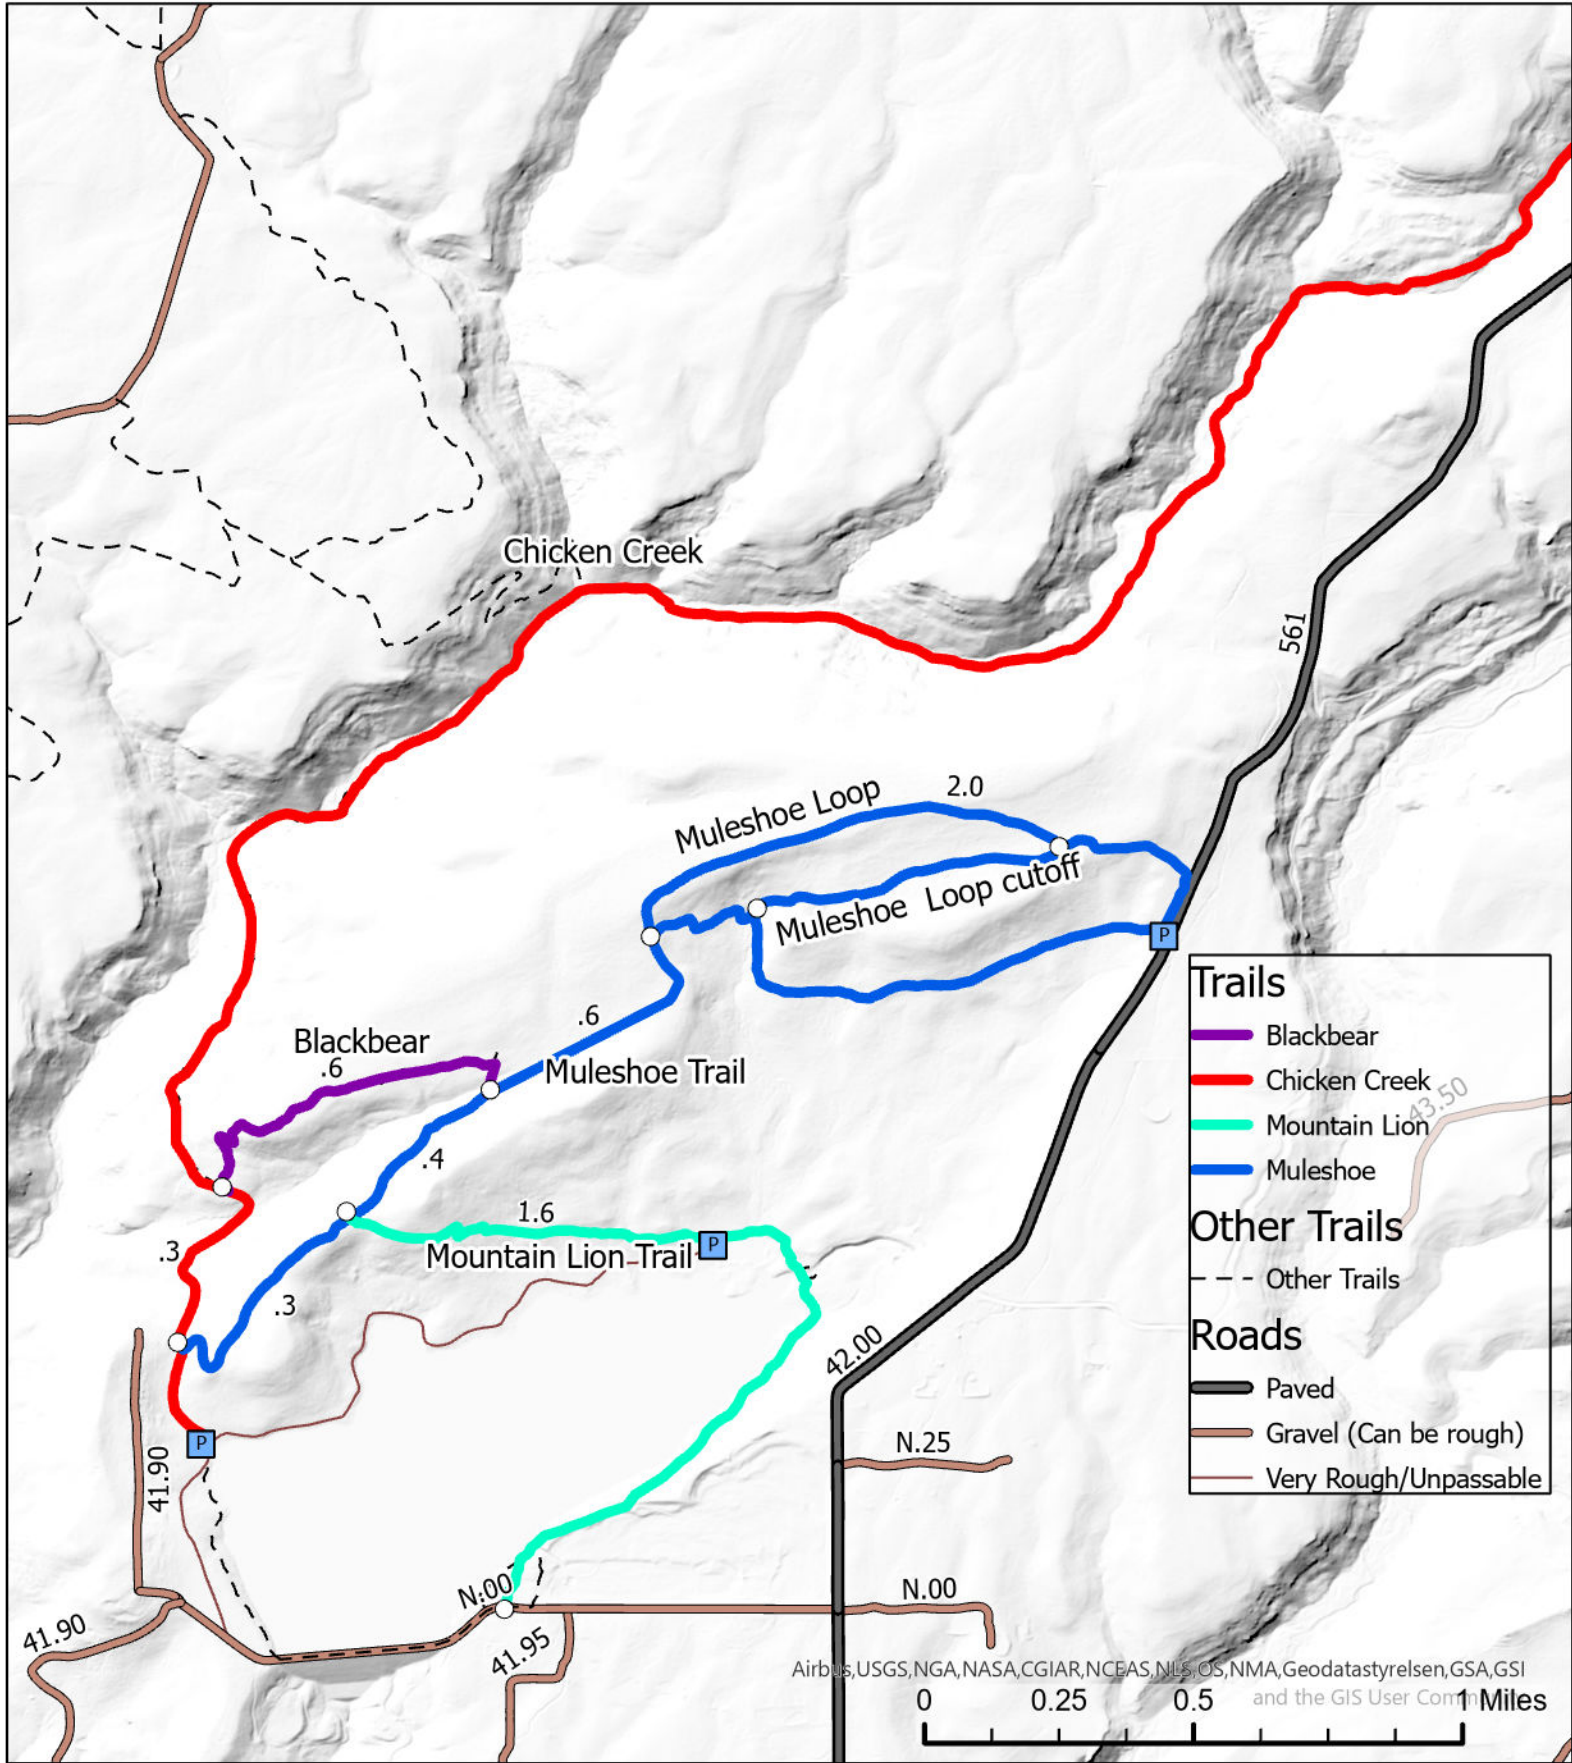 Chicken Creek
561
2.0
Muleshoe Loop
Muleshoe Loop cutoff
P
.6
Blackbear
.6
Muleshoe Trail
.4
1.6
Mountain Lion Trail
P
.3
.3
P
41.90
42.00
N.25
N:00
N.00
41.90
41.95
43.50
Trails
Blackbear
Chicken Creek
Mountain Lion
Muleshoe
Other Trails
Other Trails
Roads
Paved
Gravel (Can be rough)
Very Rough/Unpassable
Airbus,USGS,NGA,NASA,CGIAR,NCEAS,NLS,OS,NMA,Geodatastyrelsen,GSA,GSI
and the GIS User
0 0.25 0.5 1 Miles